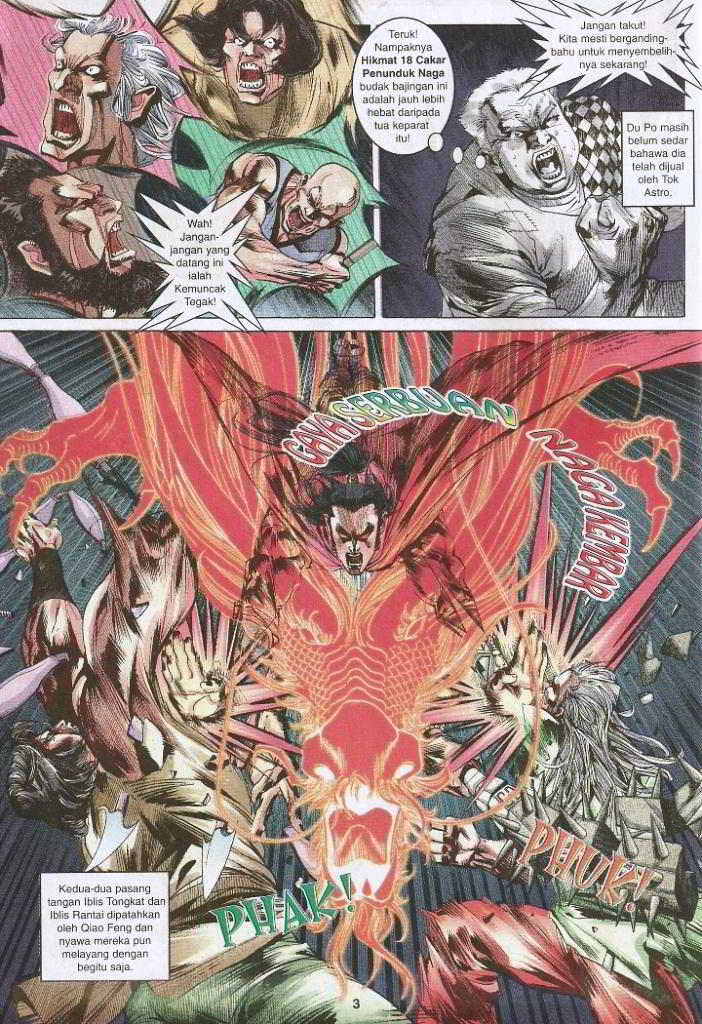 Wah!
Jangan-
jangan yang
datang ini
ialah
Kemuncak
Tegak!
Teruk!
Nampaknya
Hikmat 18 Cakar
Penunduk Naga
budak bajingan ini
adalah jauh lebih
hebat daripada
tua keparat
itu!
Jangan takut!
Kita mesti berganding-
bahu untuk menyembelih-
nya sekarang!
Du Po masih
belum sedar
bahawa dia
telah dijual
oleh Tok
Astro.
GAYA SERBUAN
NAGA KEMBAR
PHUK!
PHAK!
Kedua-dua pasang
tangan Iblis Tongkat dan
Iblis Rantai dipatahkan
oleh Qiao Feng dan
nyawa mereka pun
melayang dengan
begitu saja.
3